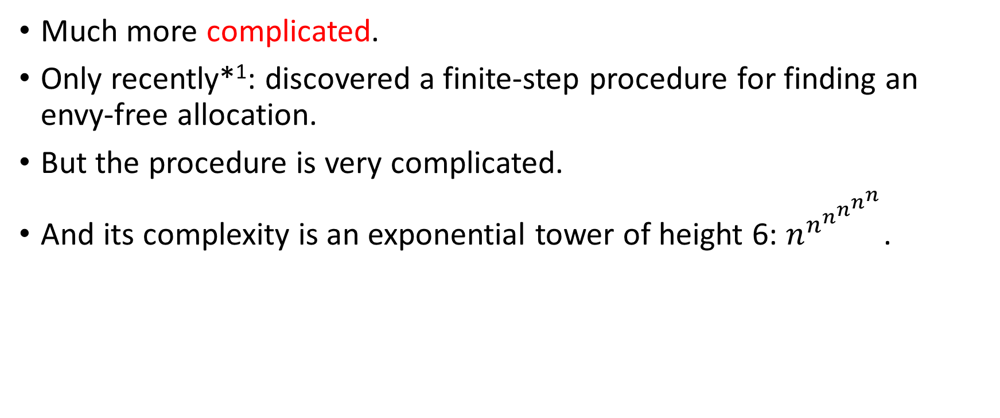 • Much more complicated.
• Only recently*¹: discovered a finite-step procedure for finding an
envy-free allocation.
• But the procedure is very complicated.
• And its complexity is an exponential tower of height 6: n^n^n^n^n^n .